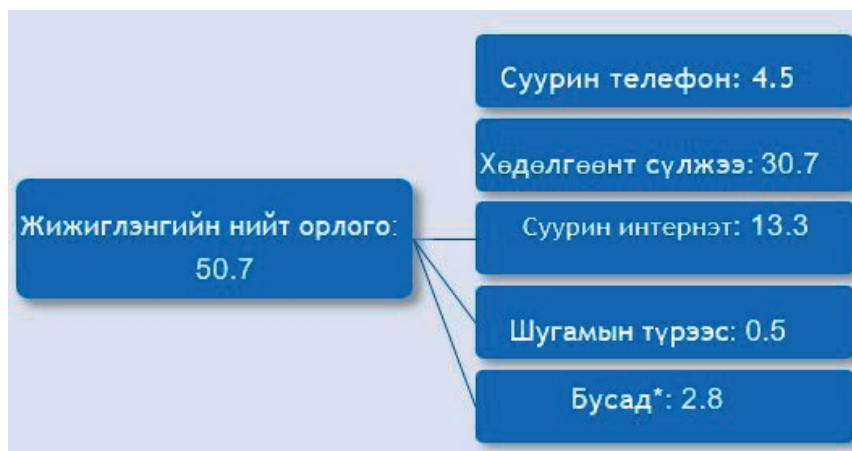 Суурин телефон: 4.5
Хөдөлгөөнт сүлжээ: 30.7
Жижиглэнгийн нийт орлого:
50.7
Суурин интернэт: 13.3
Шугамын түрээс: 0.5
Бусад*: 2.8